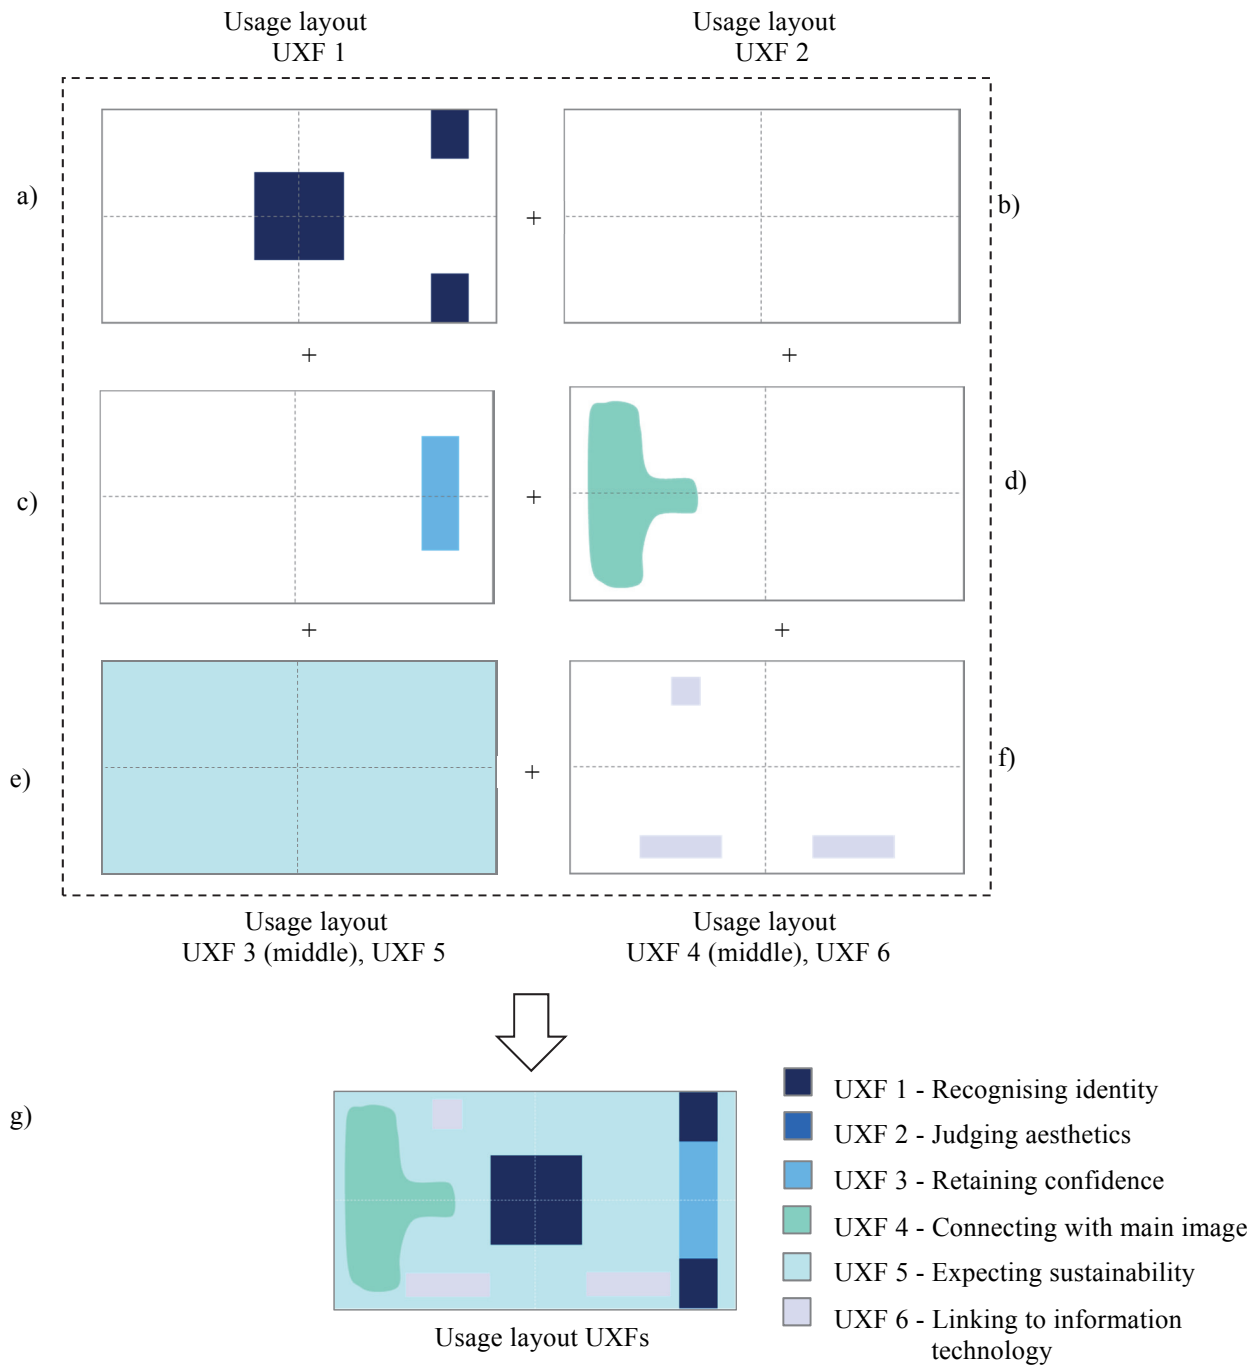 Usage layout
UXF 1
Usage layout
UXF 2
a)
+
b)
+
+
c)
+
d)
+
+
e)
+
f)
Usage layout
UXF 3 (middle), UXF 5
Usage layout
UXF 4 (middle), UXF 6
g)
Usage layout UXFs
UXF 1 - Recognising identity
UXF 2 - Judging aesthetics
UXF 3 - Retaining confidence
UXF 4 - Connecting with main image
UXF 5 - Expecting sustainability
UXF 6 - Linking to information
technology